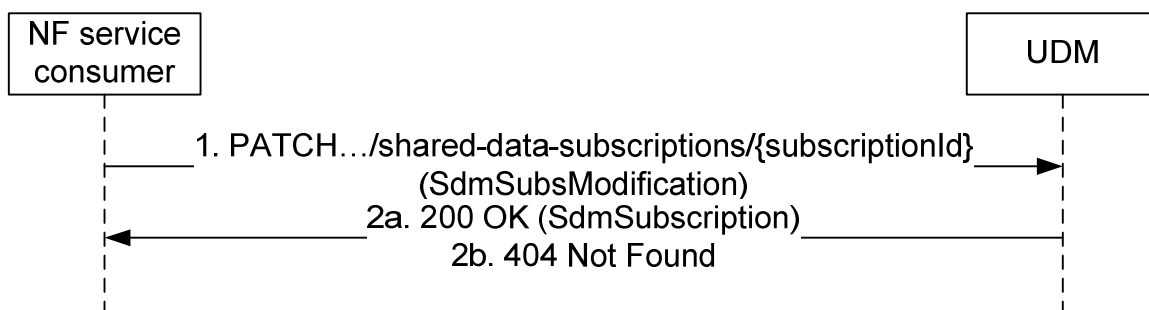 NF service
consumer
UDM
1. PATCH…/shared-data-subscriptions/{subscriptionId}
(SdmSubsModification)
2a. 200 OK (SdmSubscription)
2b. 404 Not Found